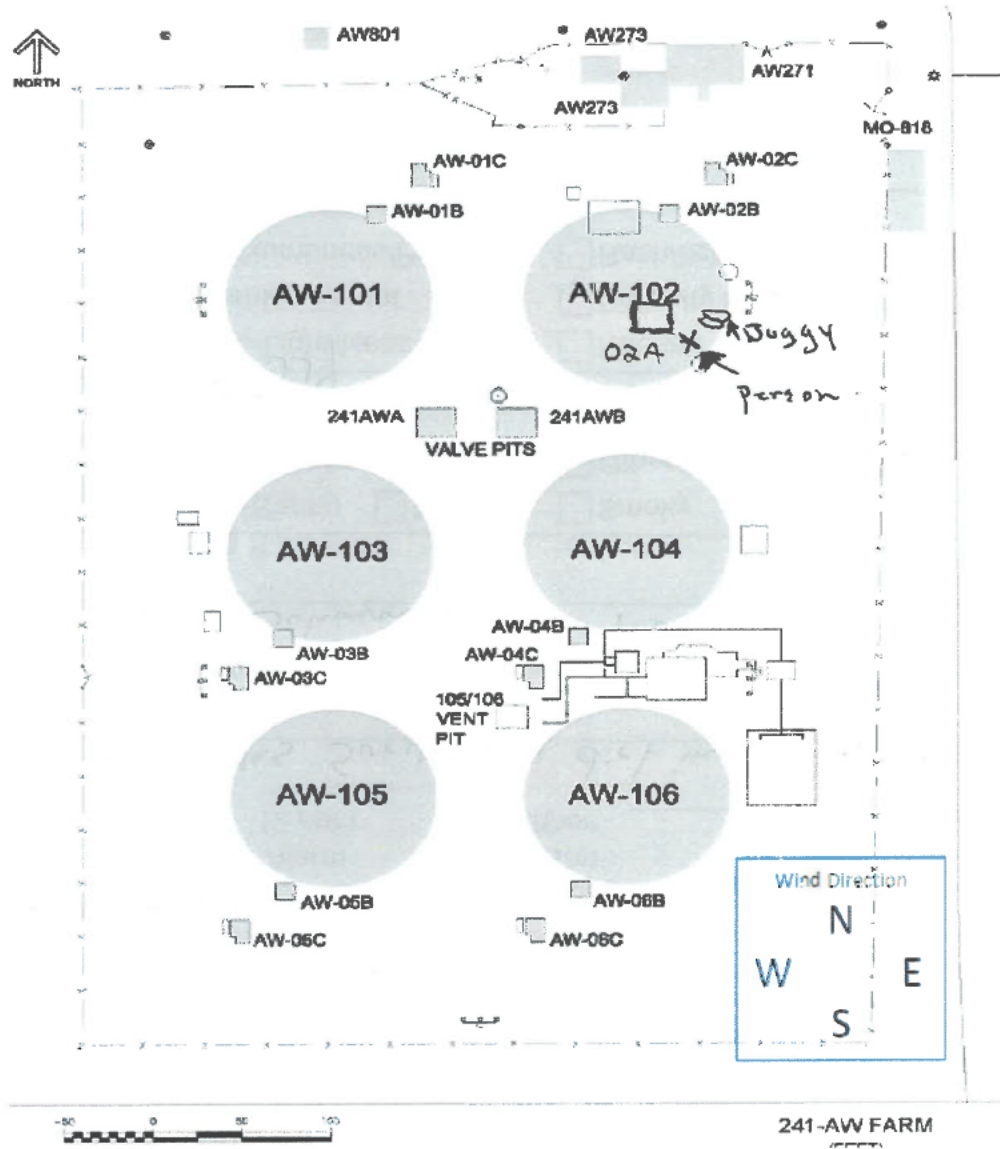 AW801
AW273
NORTH
AW271
AW273
MO-818
AW-01C
AW-02C
AW-01B
AW-02B
AW-101
AW-102
Buggy
02A
person
241AWA
241AWB
VALVE PITS
AW-103
AW-104
AW-04B
AW-03B
AW-04C
AW-03C
105/106
VENT
PIT
AW-105
AW-106
Wind Direction
AW-05B
AW-06B
N
AW-05C
AW-06C
W
E
S
-50 0 50 100
241-AW FARM
(FEET)